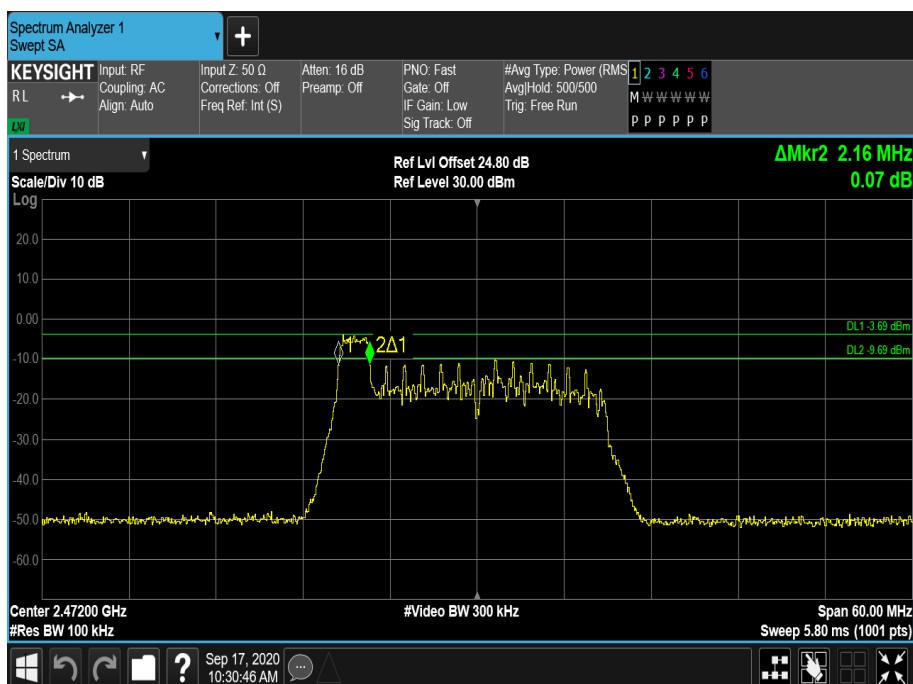 Spectrum Analyzer 1
Swept SA
+
KEYSIGHT
RL
LXI
Input: RF
Coupling: AC
Align: Auto
Input Z: 50 Ω
Corrections: Off
Freq Ref: Int (S)
Atten: 16 dB
Preamp: Off
PNO: Fast
Gate: Off
IF Gain: Low
Sig Track: Off
#Avg Type: Power (RMS
Avg|Hold: 500/500
Trig: Free Run
1 2 3 4 5 6
M W W W W W
P P P P P P
1 Spectrum
Scale/Div 10 dB
Log
Ref Lvl Offset 24.80 dB
Ref Level 30.00 dBm
ΔMkr2 2.16 MHz
0.07 dB
20.0
10.0
0.00
-10.0
-20.0
-30.0
-40.0
-50.0
-60.0
DL1 -3.69 dBm
DL2 -9.69 dBm
1
2Δ1
Center 2.47200 GHz
#Res BW 100 kHz
#Video BW 300 kHz
Span 60.00 MHz
Sweep 5.80 ms (1001 pts)
?
Sep 17, 2020
10:30:46 AM